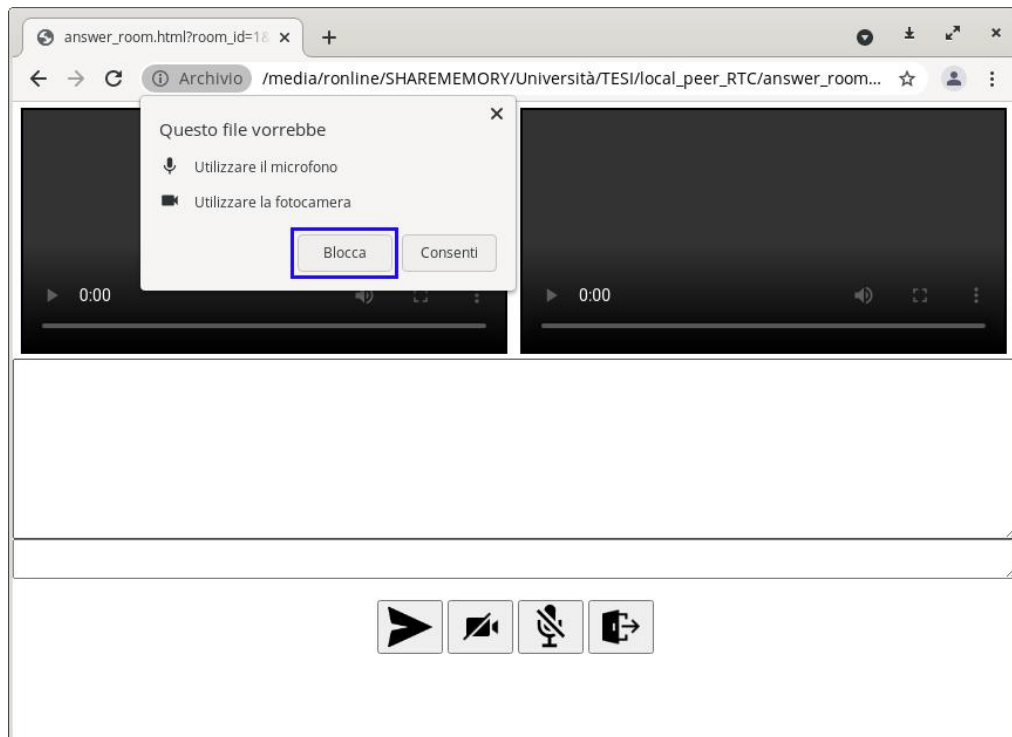 answer_room.html?room_id=1&
Archivio /media/ronline/SHAREMEMORY/Università/TESI/local_peer_RTC/answer_room...
Questo file vorrebbe
Utilizzare il microfono
Utilizzare la fotocamera
Blocca Consenti
0:00 0:00